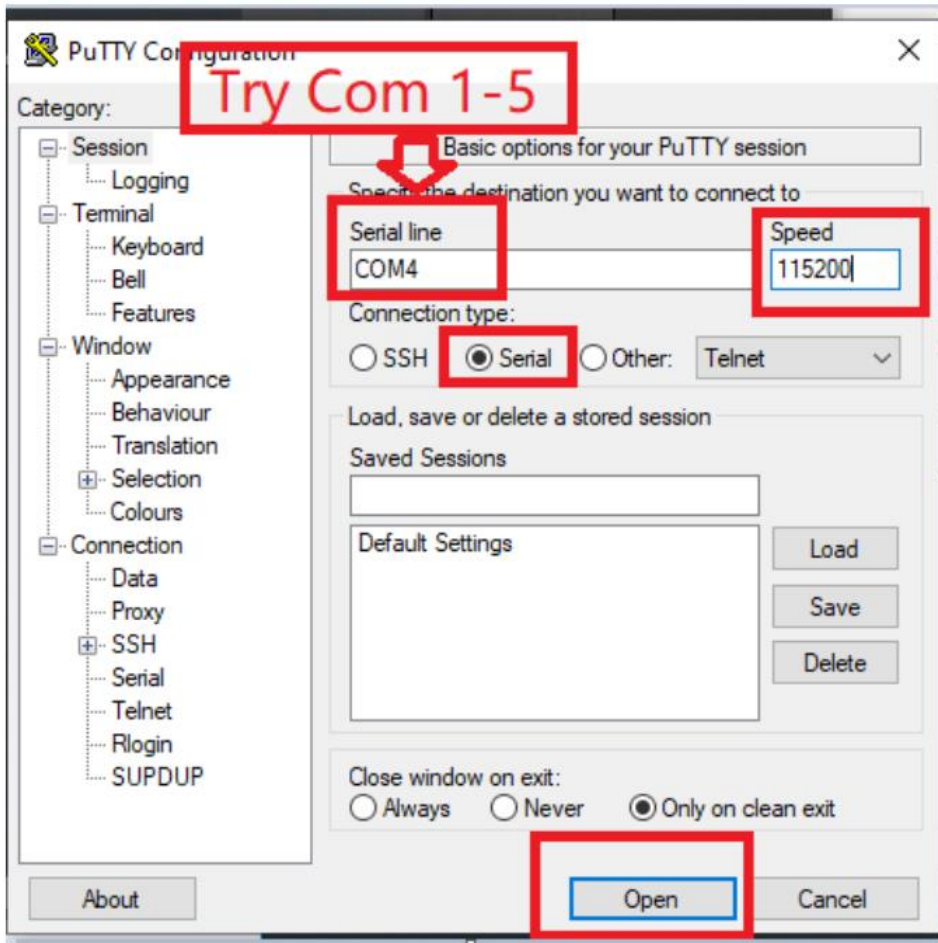 PuTTY Configuration
Try Com 1-5
Category:
Session
Logging
Terminal
Keyboard
Bell
Features
Window
Appearance
Behaviour
Translation
Selection
Colours
Connection
Data
Proxy
SSH
Serial
Telnet
Rlogin
SUPDUP
Basic options for your PuTTY session
Specify the destination you want to connect to
Serial line
Speed
COM4
115200
Connection type:
SSH
Serial
Other:
Telnet
Load, save or delete a stored session
Saved Sessions
Default Settings
Load
Save
Delete
Close window on exit:
Always
Never
Only on clean exit
About
Open
Cancel